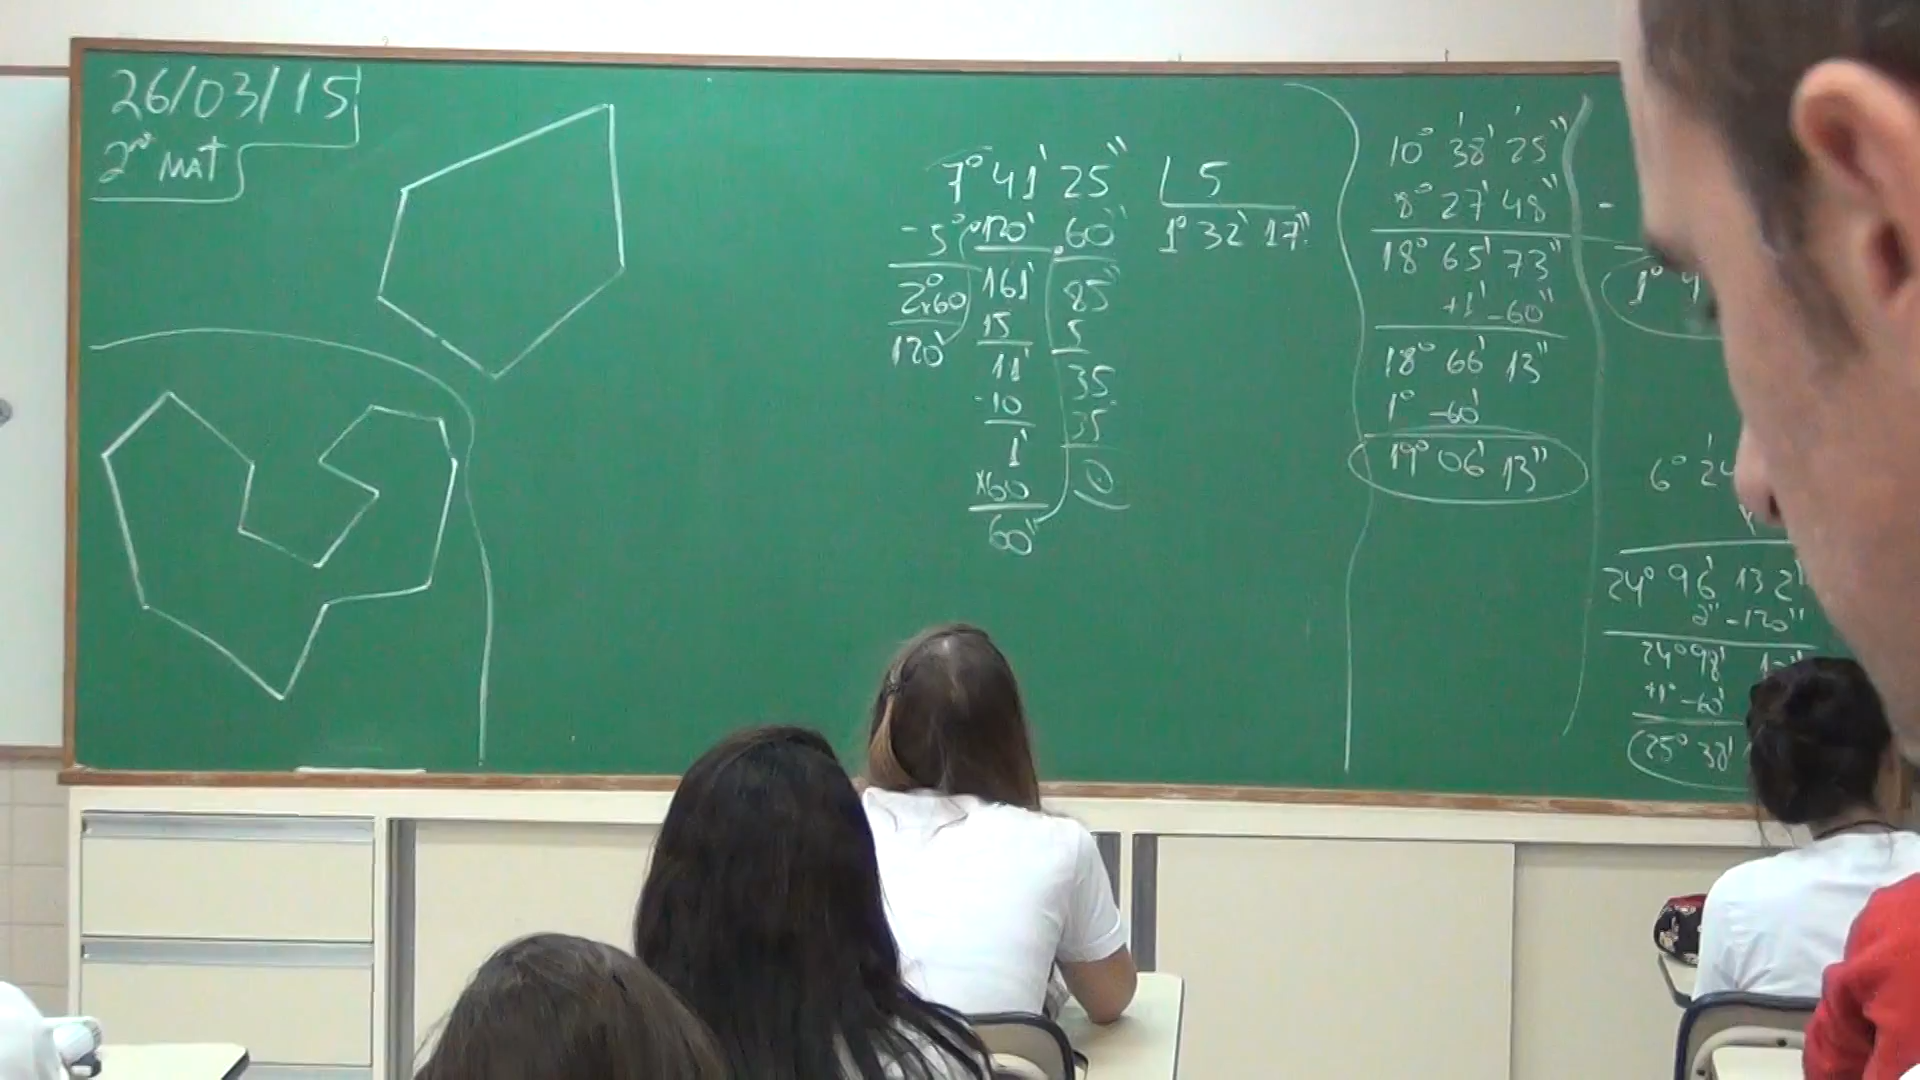 26/03/15
2º MAT
7° 41' 25" 5
-5° 120' 60" 1° 32' 17"
2° 161' 85"
x60 15 5
120' 11' 35
-10 35
1' 0
x60
60"
10° 38' 25"
8° 27' 48"
18° 65' 73"
+1' -60"
18° 66' 13"
1° -60'
19° 06' 13"
-
1°
6°
24° 96' 132"
2" -120"
24° 98'
+1° -60'
25° 38'